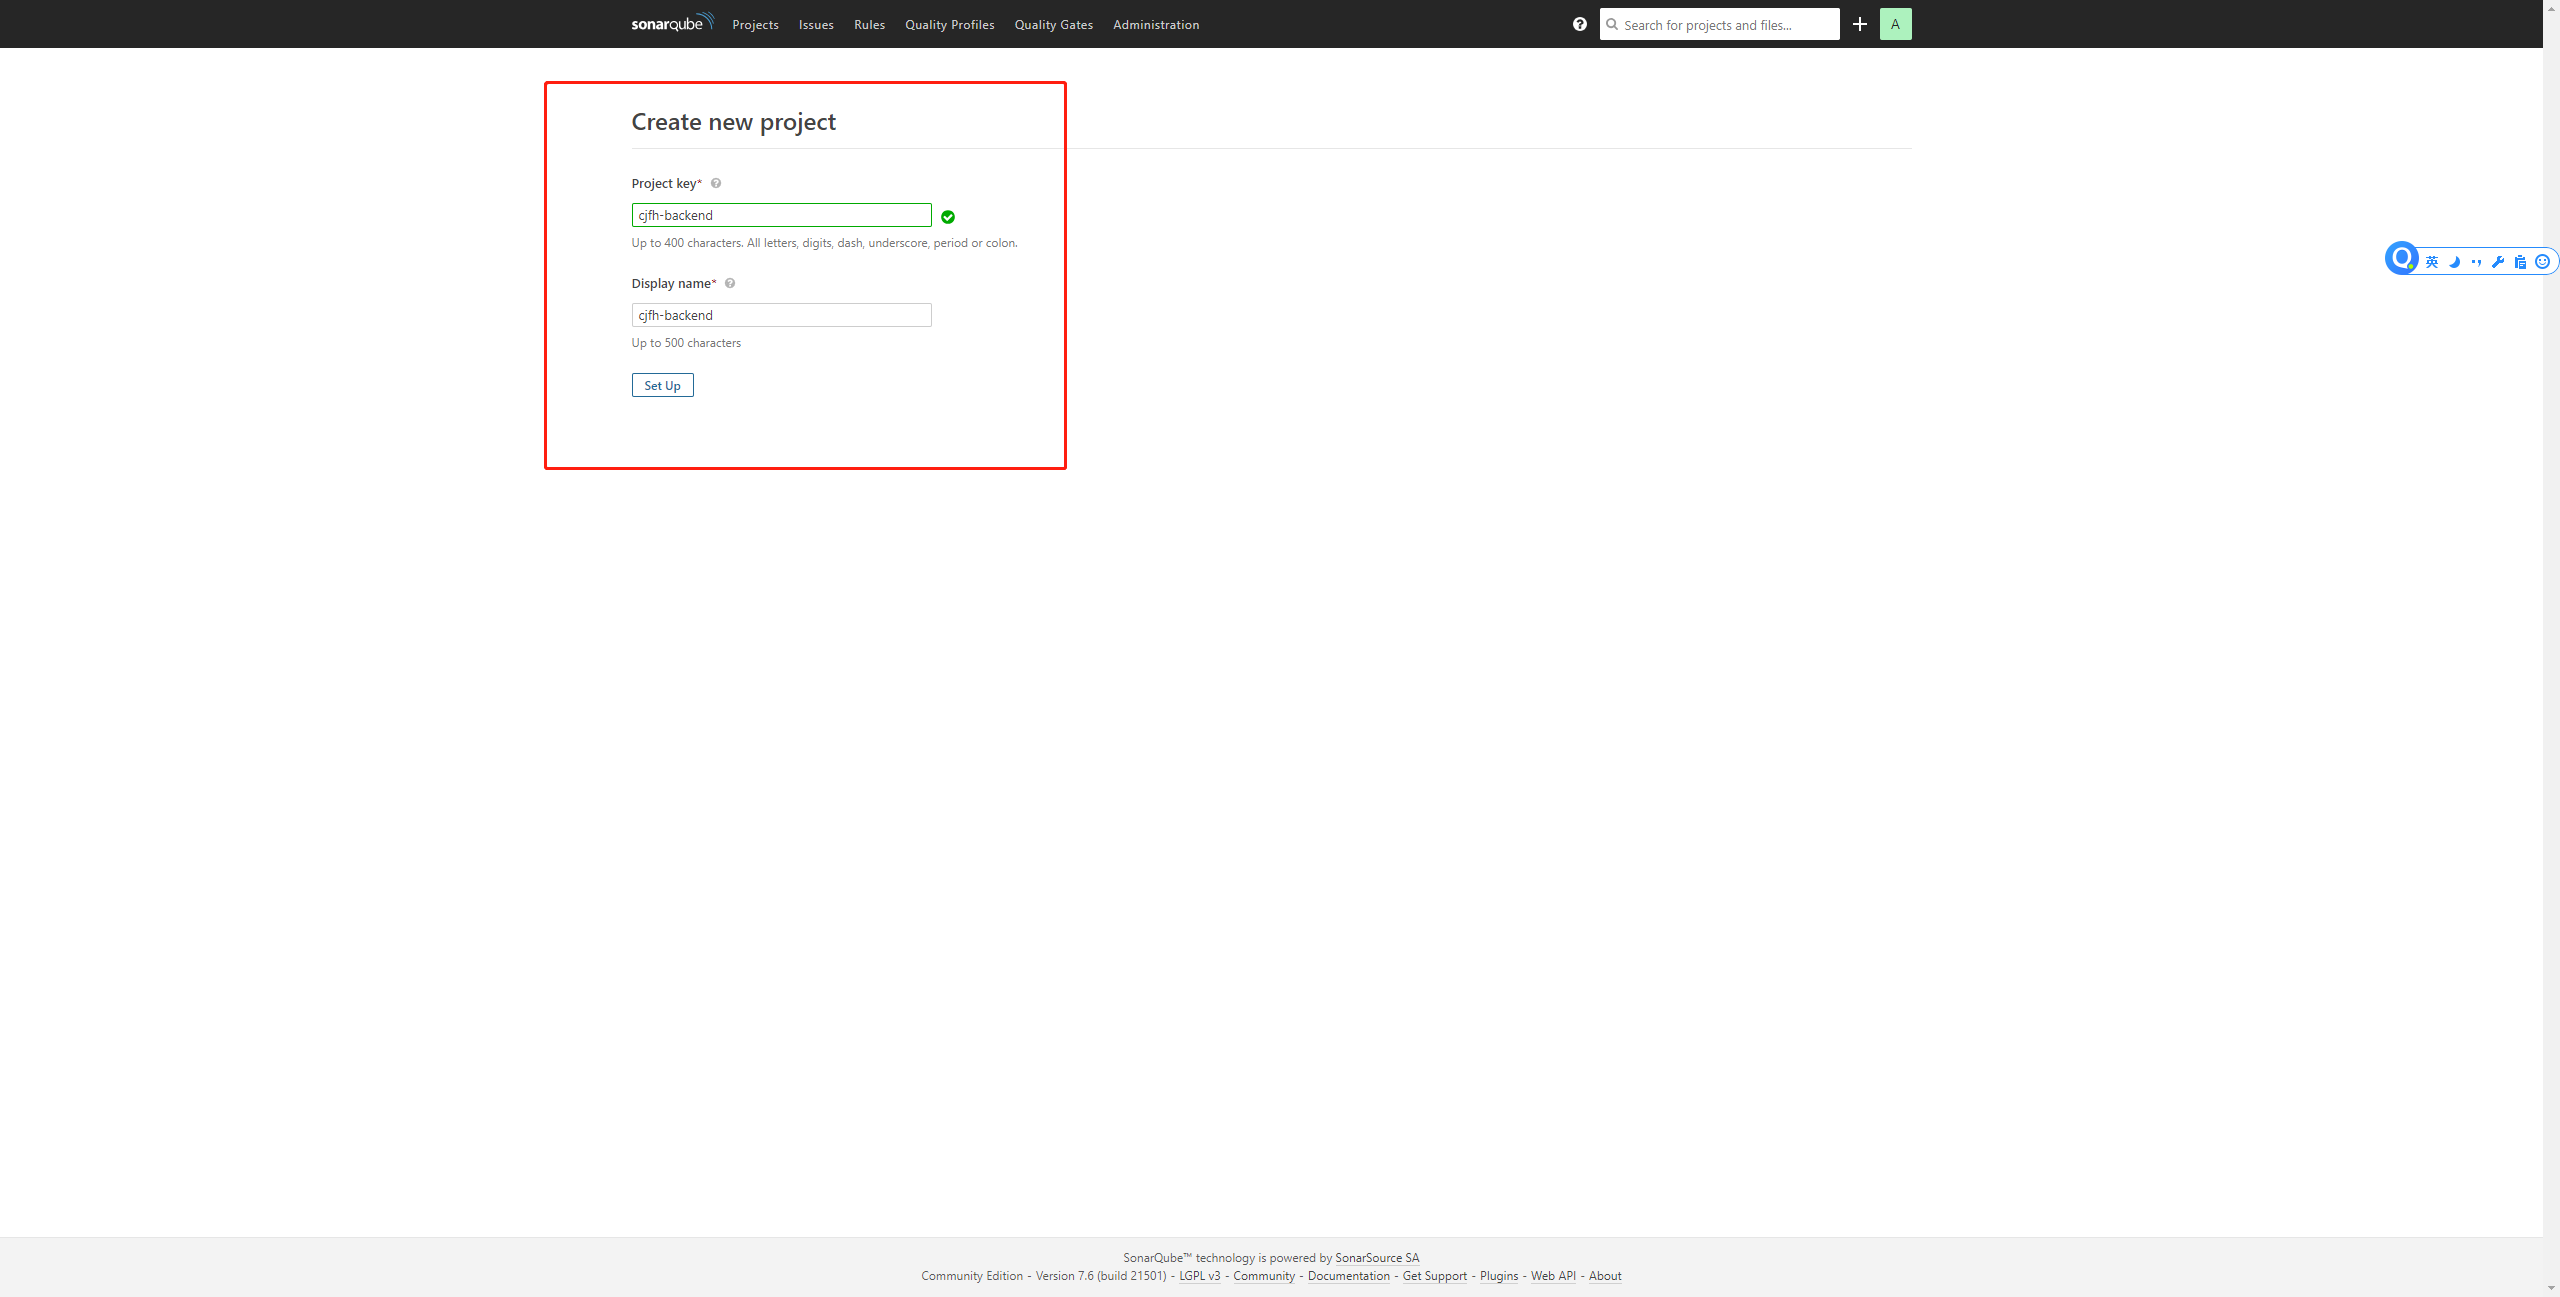 sonarqube Projects Issues Rules Quality Profiles Quality Gates Administration Search for projects and files... A
Create new project
Project key*
cjfh-backend
Up to 400 characters. All letters, digits, dash, underscore, period or colon.
英
Display name*
cjfh-backend
Up to 500 characters
Set Up
SonarQube™ technology is powered by SonarSource SA
Community Edition - Version 7.6 (build 21501) - LGPL v3 - Community - Documentation - Get Support - Plugins - Web API - About